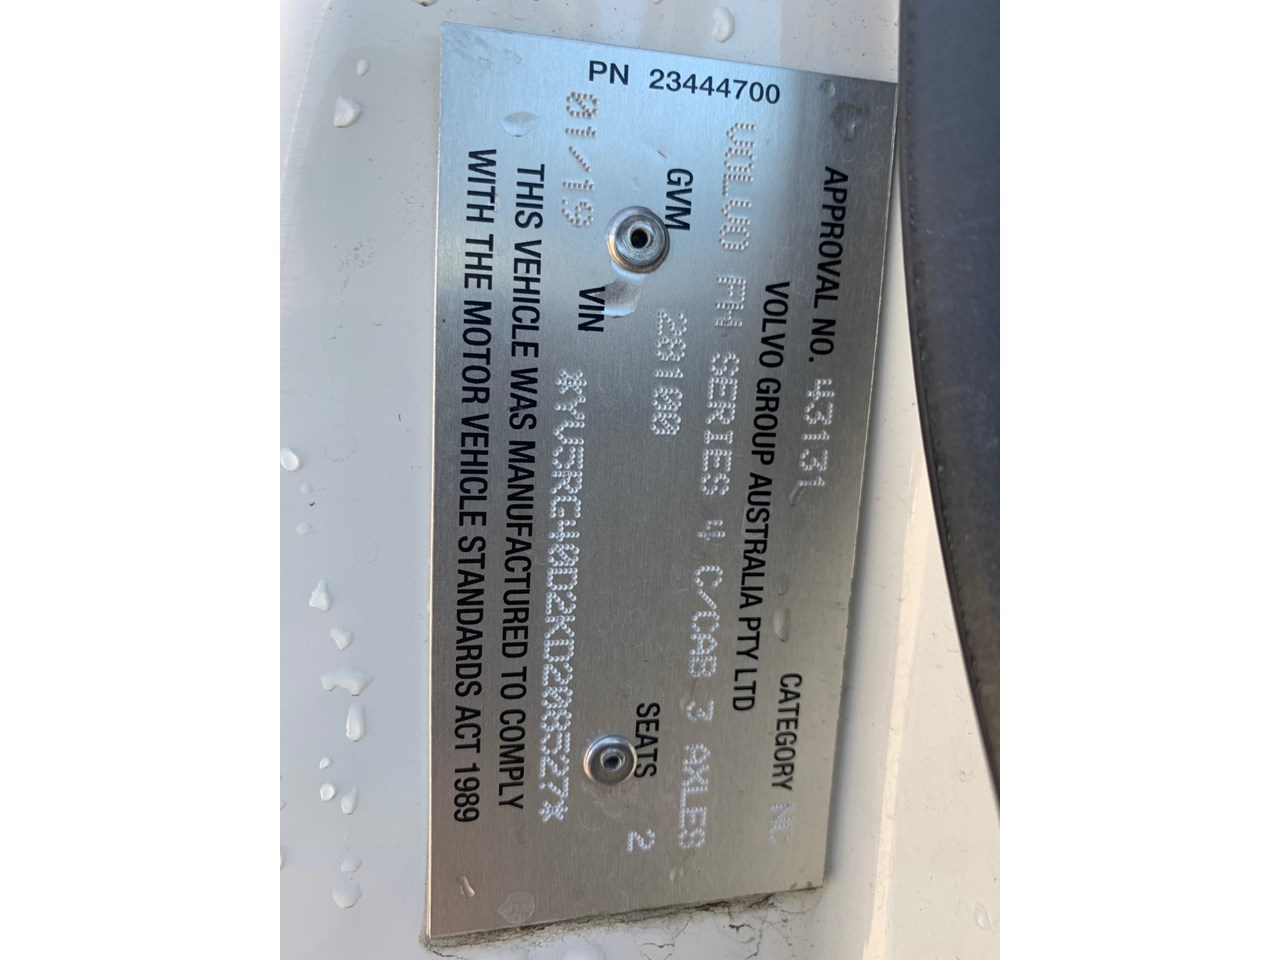 PN 23444700
APPROVAL NO. 43131 CATEGORY NC
VOLVO GROUP AUSTRALIA PTY LTD
VOLVO FM SERIES 4 C/CAB 3 AXLES
GVM 28100 SEATS 2
01/19 VIN *YV5RG40D2KD208527*
THIS VEHICLE WAS MANUFACTURED TO COMPLY
WITH THE MOTOR VEHICLE STANDARDS ACT 1989